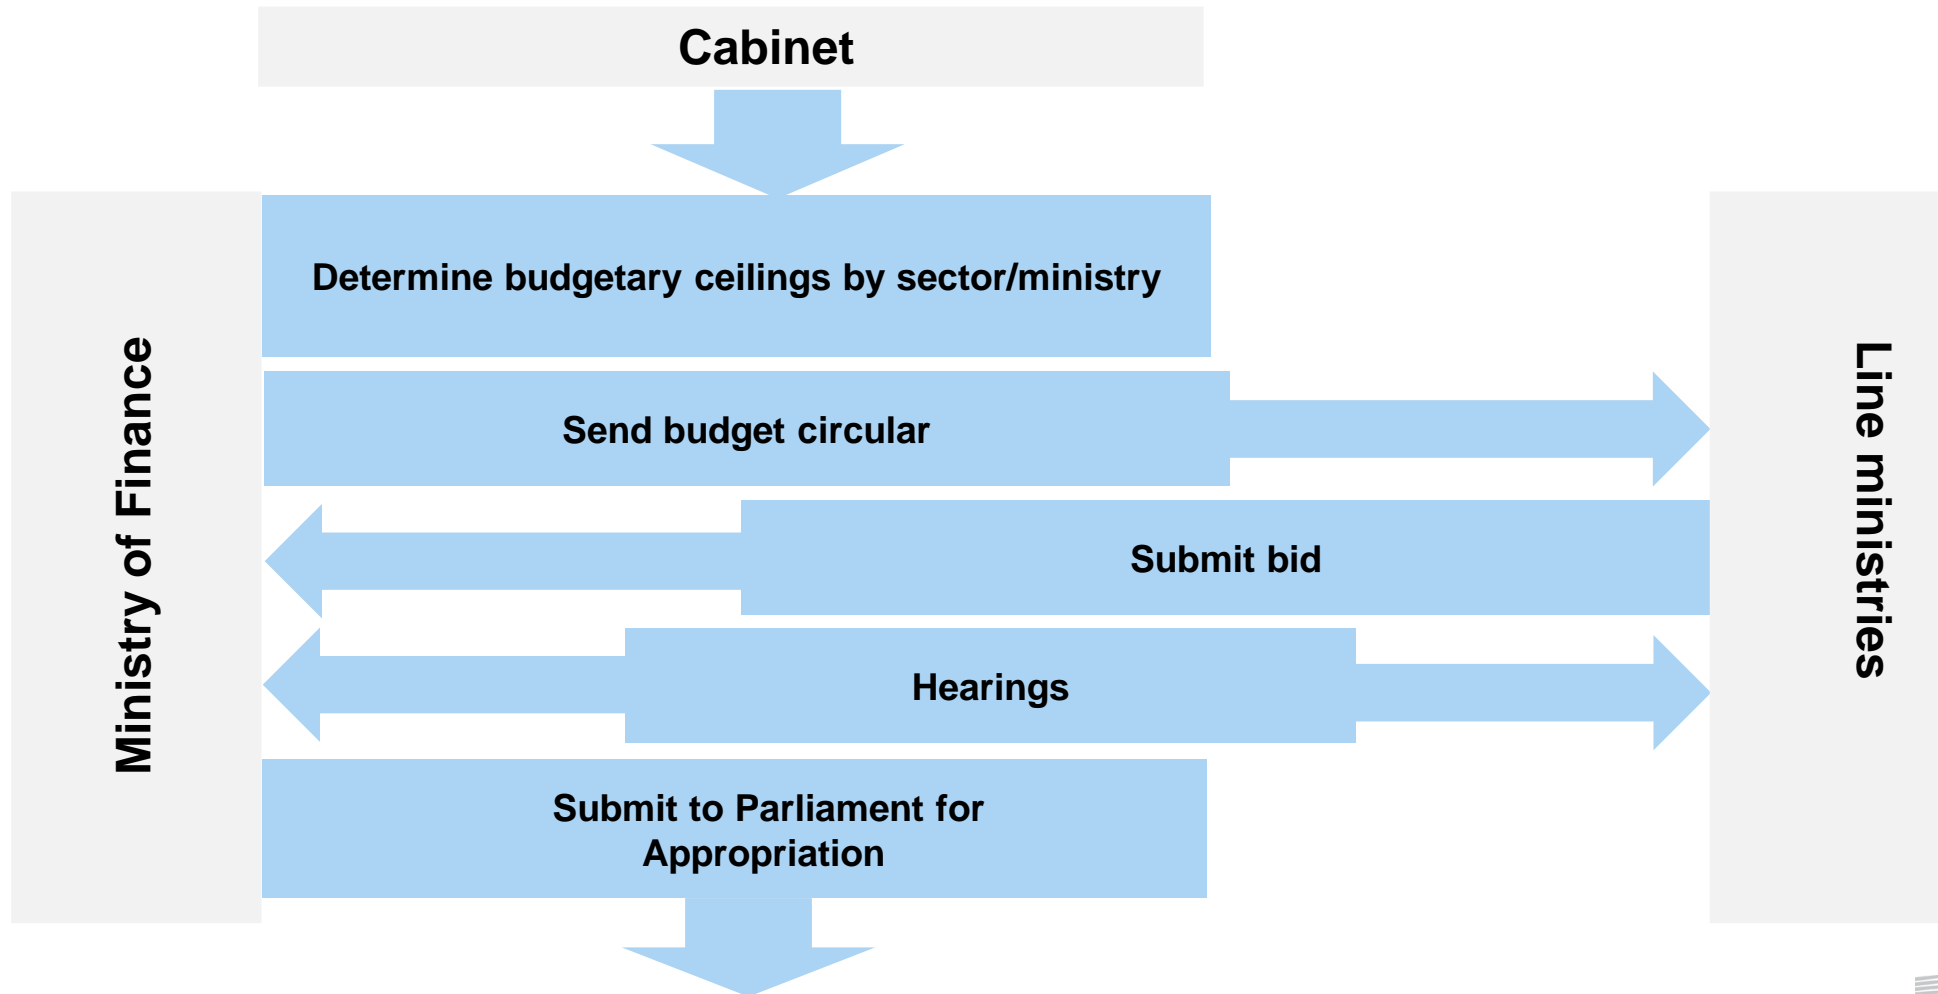 Cabinet
Determine budgetary ceilings by sector/ministry
Send budget circular
Submit bid
Hearings
Submit to Parliament for
Appropriation
Ministry of Finance
Line ministries